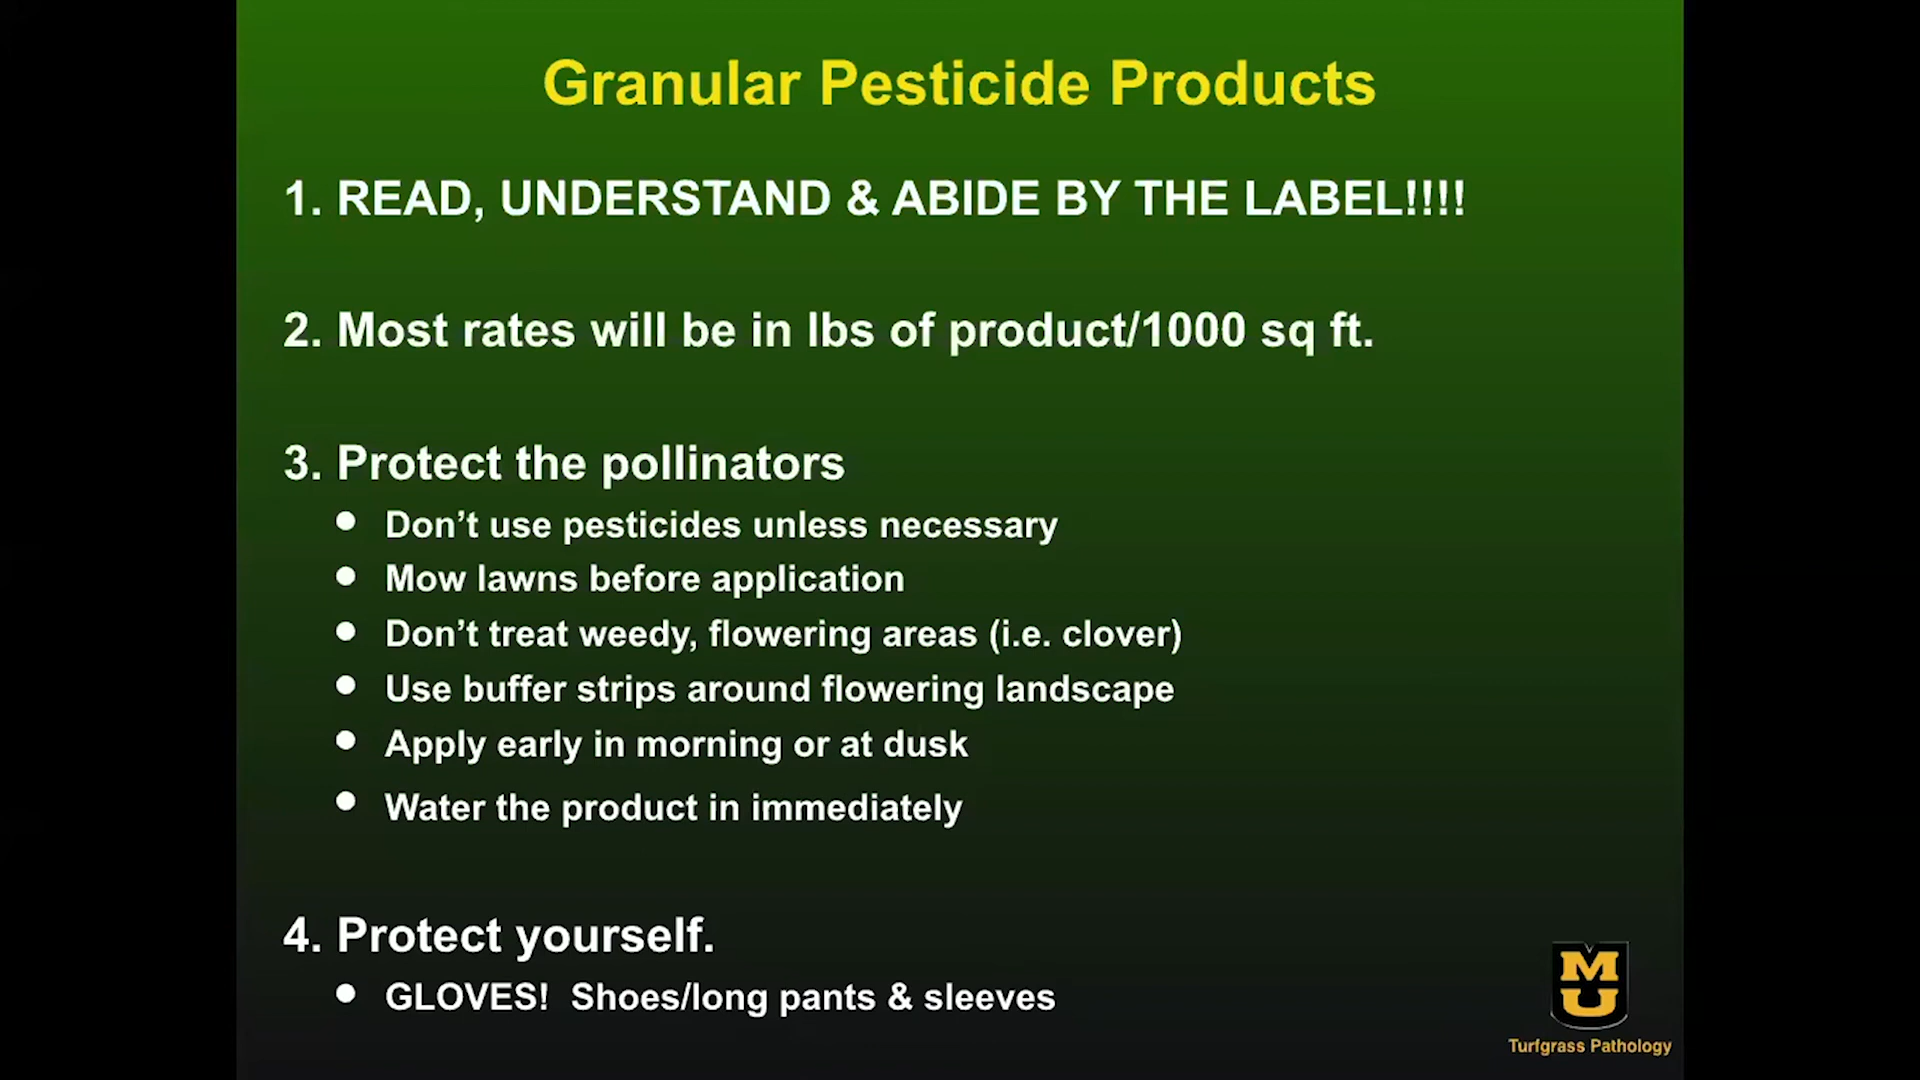 Granular Pesticide Products
1. READ, UNDERSTAND & ABIDE BY THE LABEL!!!!
2. Most rates will be in lbs of product/1000 sq ft.
3. Protect the pollinators
● Don’t use pesticides unless necessary
● Mow lawns before application
● Don’t treat weedy, flowering areas (i.e. clover)
● Use buffer strips around flowering landscape
● Apply early in morning or at dusk
● Water the product in immediately
4. Protect yourself.
● GLOVES!  Shoes/long pants & sleeves
MU
Turfgrass Pathology